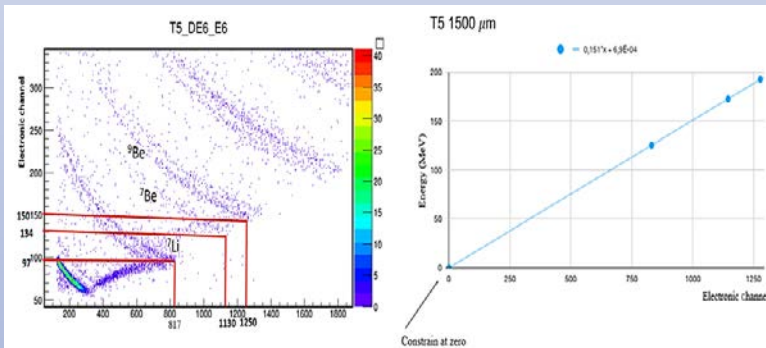 T5_DE6_E6
Electronic channel
300
250
200
150150
134
100
97
50
40
35
30
25
20
15
10
5
0
⁹Be
⁷Be
⁷Li
200 400 600 800 1000 1200 1400 1600 1800
817
1130 1250
T5 1500 μm
= 0,151*x + 6,9E-04
Energy (MeV)
200
150
100
50
0
0 250 500 750 1000 1250
Electronic channel
Constrain at zero